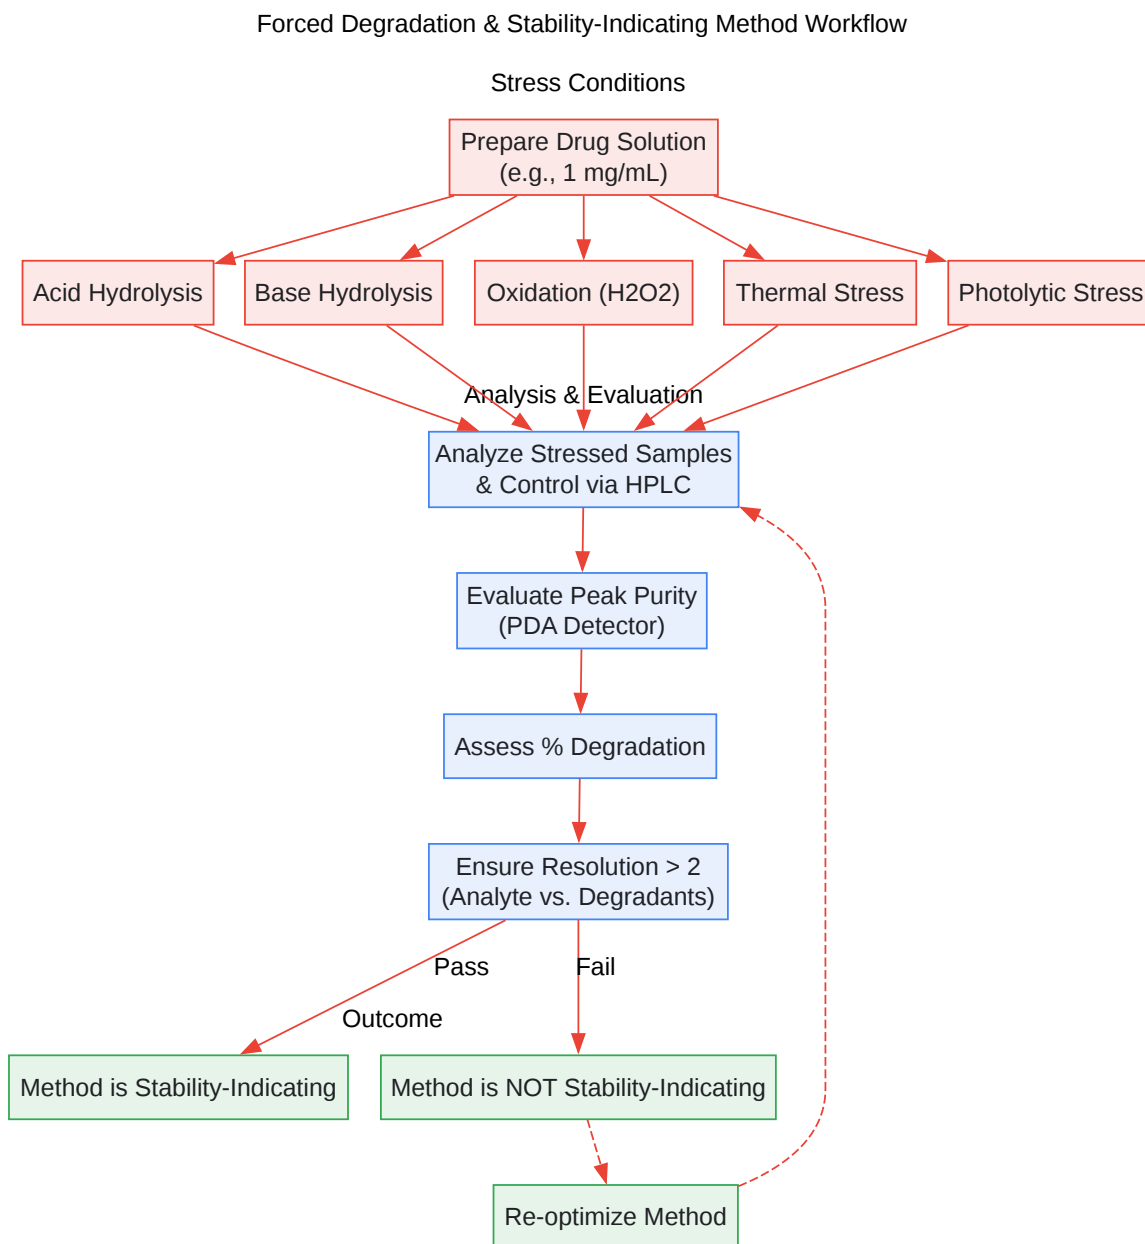 Forced Degradation & Stability-Indicating Method Workflow
Stress Conditions
Prepare Drug Solution
(e.g., 1 mg/mL)
Acid Hydrolysis
Base Hydrolysis
Oxidation (H2O2)
Thermal Stress
Photolytic Stress
Analysis & Evaluation
Analyze Stressed Samples
& Control via HPLC
Evaluate Peak Purity
(PDA Detector)
Assess % Degradation
Ensure Resolution > 2
(Analyte vs. Degradants)
Pass
Fail
Outcome
Method is Stability-Indicating
Method is NOT Stability-Indicating
Re-optimize Method